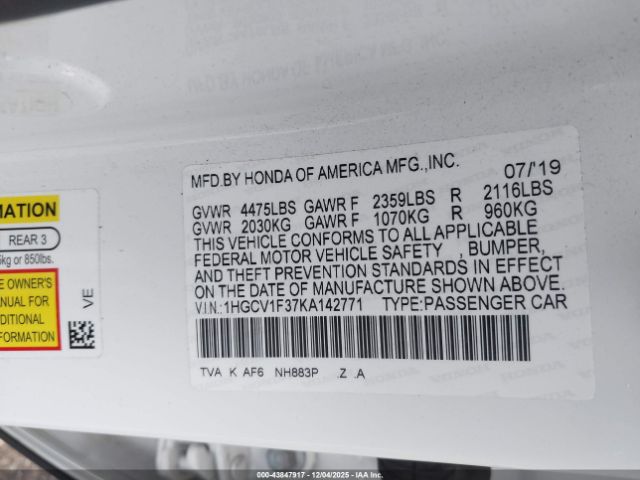 MFD.BY HONDA OF AMERICA MFG.,INC. 07/'19
GVWR 4475LBS GAWR F 2359LBS R 2116LBS
GVWR 2030KG GAWR F 1070KG R 960KG
THIS VEHICLE CONFORMS TO ALL APPLICABLE
FEDERAL MOTOR VEHICLE SAFETY , BUMPER,
AND THEFT PREVENTION STANDARDS IN EFFECT
ON THE DATE OF MANUFACTURE SHOWN ABOVE.
V.I.N.:1HGCV1F37KA142771 TYPE:PASSENGER CAR
TVA K AF6 NH883P .Z .A
MATION
REAR 3
kg or 850lbs.
OWNER'S
ANUAL FOR
DITIONAL
FORMATION.
VE
© 000-43847917 - 12/04/2025 - IAA Inc.